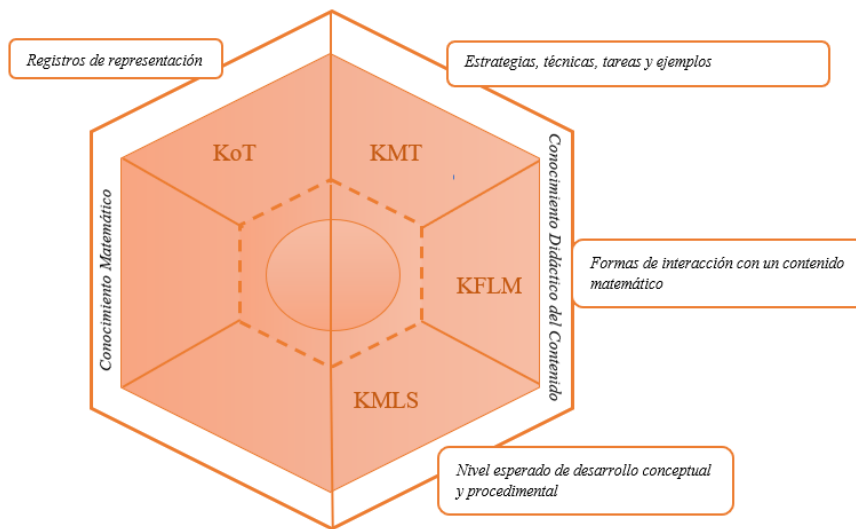 Registros de representación
Estrategias, técnicas, tareas y ejemplos
KoT
KMT
Conocimiento Matemático
Conocimiento Didáctico del Contenido
KFLM
Formas de interacción con un contenido
matemático
KMLS
Nivel esperado de desarrollo conceptual
y procedimental